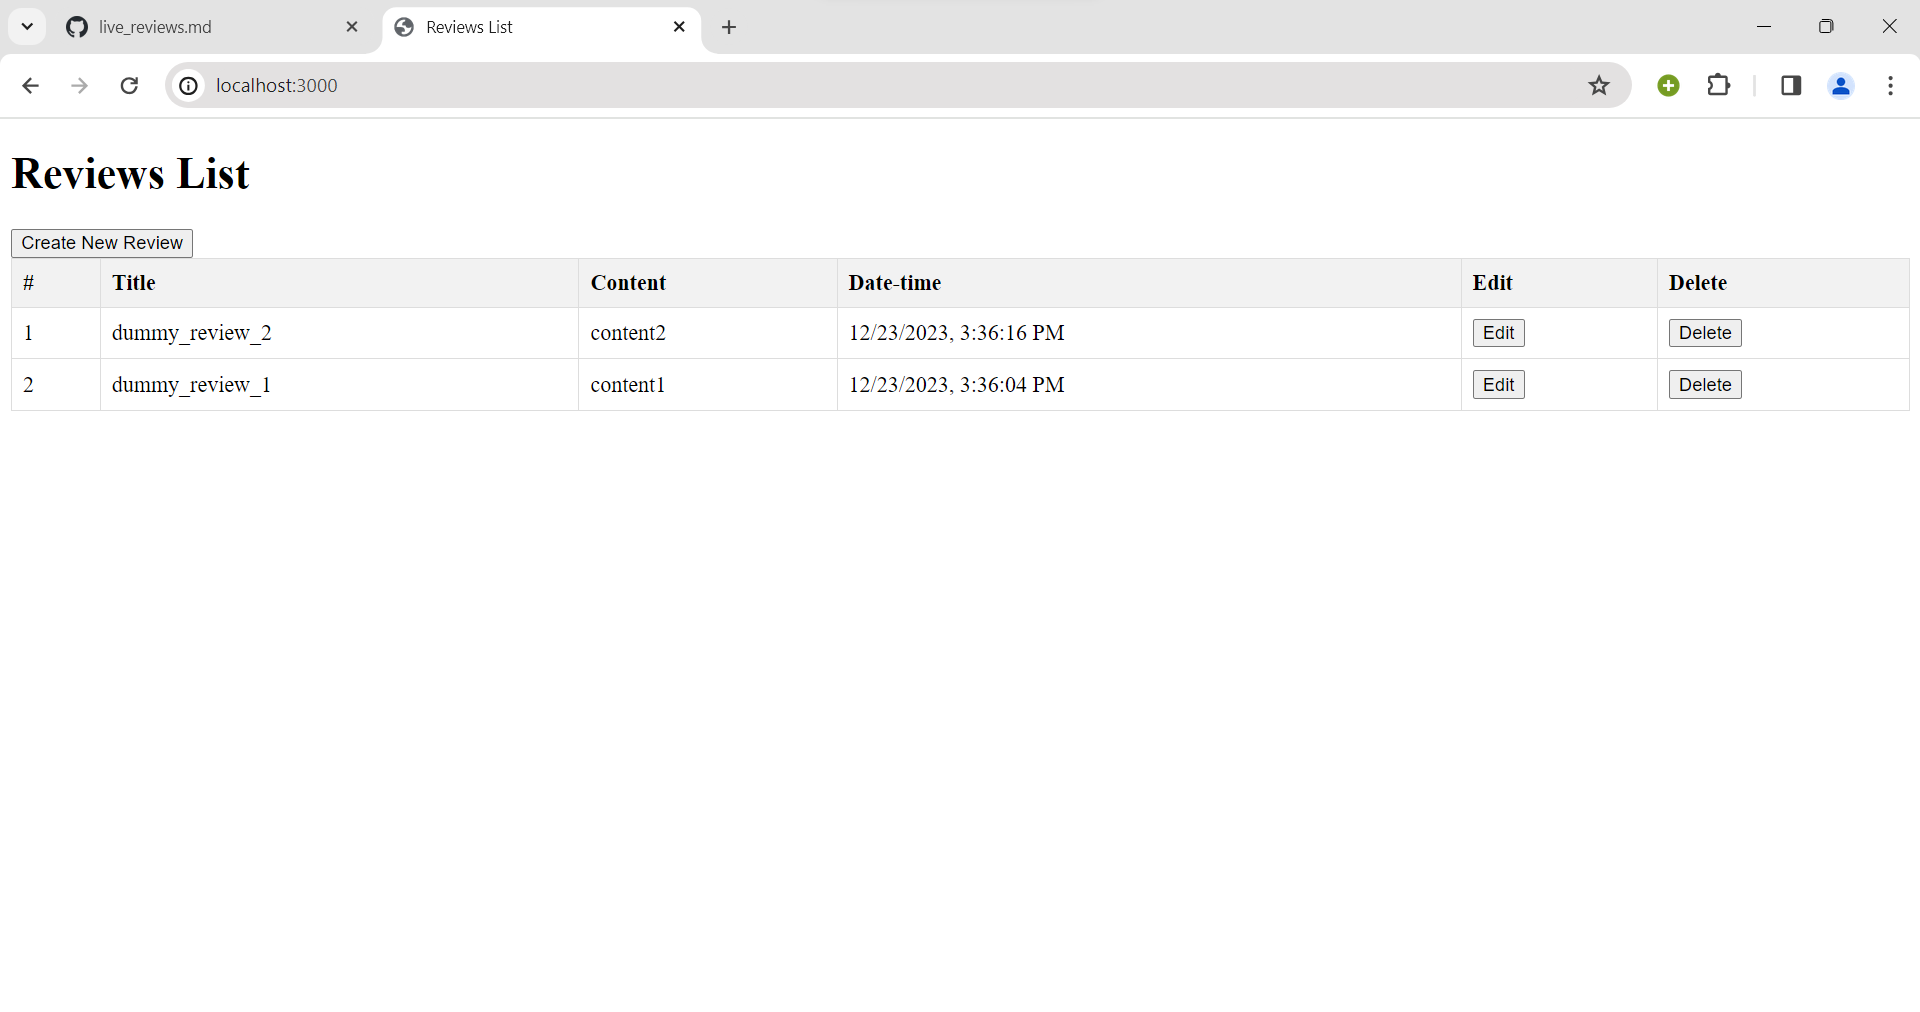 live_reviews.md
Reviews List
localhost:3000
Reviews List
Create New Review
# Title Content Date-time Edit Delete
1 dummy_review_2 content2 12/23/2023, 3:36:16 PM Edit Delete
2 dummy_review_1 content1 12/23/2023, 3:36:04 PM Edit Delete